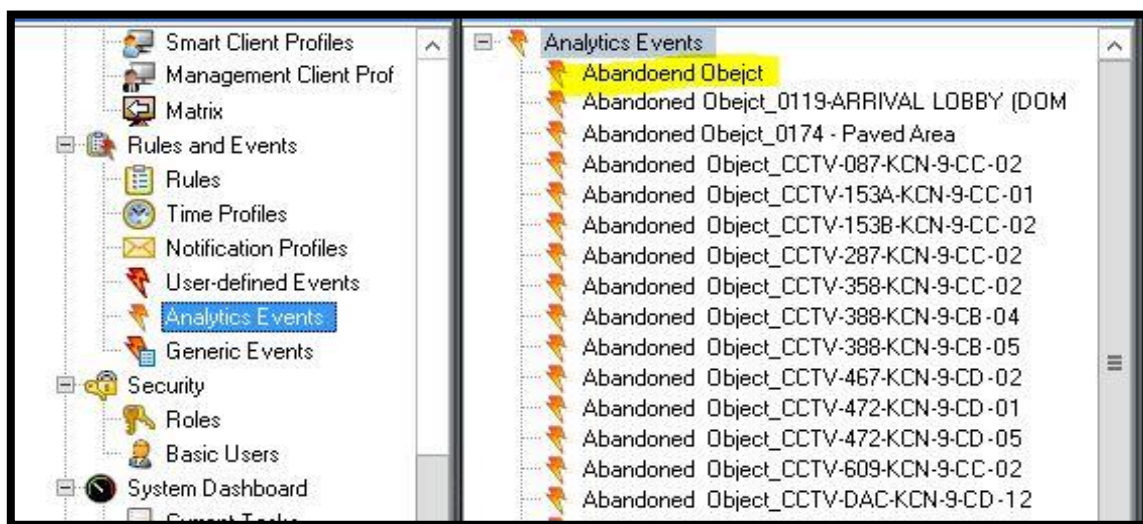 Smart Client Profiles
Management Client Prof
Matrix
Rules and Events
Rules
Time Profiles
Notification Profiles
User-defined Events
Analytics Events
Generic Events
Security
Roles
Basic Users
System Dashboard
Current Tasks
Analytics Events
Abandoend Obejct
Abandoned Obejct_0119-ARRIVAL LOBBY (DOM
Abandoned Obejct_0174 - Paved Area
Abandoned Object_CCTV-087-KCN-9-CC-02
Abandoned Object_CCTV-153A-KCN-9-CC-01
Abandoned Object_CCTV-153B-KCN-9-CC-02
Abandoned Object_CCTV-287-KCN-9-CC-02
Abandoned Object_CCTV-358-KCN-9-CC-02
Abandoned Object_CCTV-388-KCN-9-CB-04
Abandoned Object_CCTV-388-KCN-9-CB-05
Abandoned Object_CCTV-467-KCN-9-CD-02
Abandoned Object_CCTV-472-KCN-9-CD-01
Abandoned Object_CCTV-472-KCN-9-CD-05
Abandoned Object_CCTV-609-KCN-9-CC-02
Abandoned Object_CCTV-DAC-KCN-9-CD-12